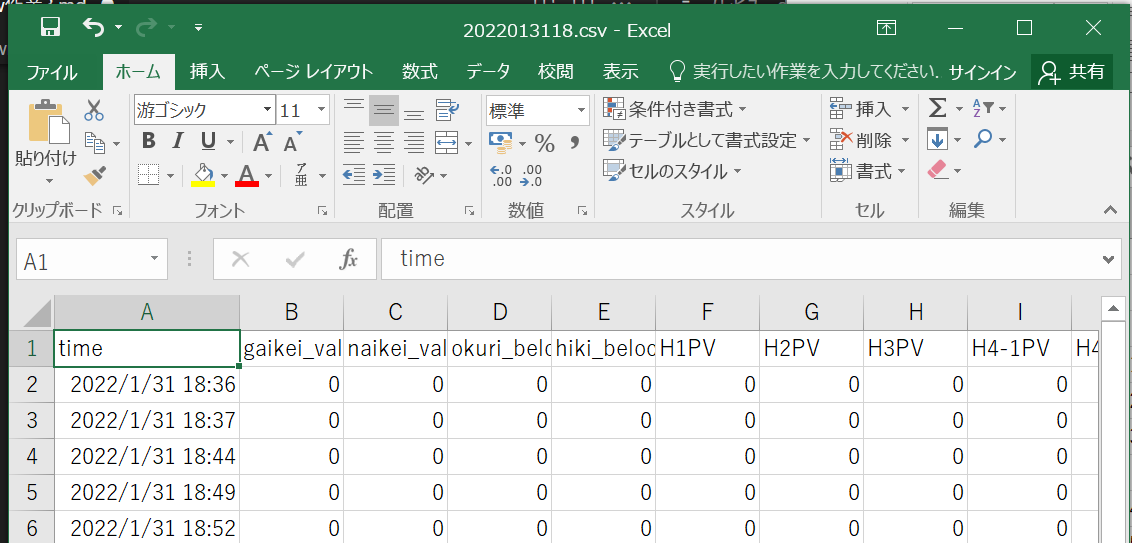 2022013118.csv - Excel
ファイル ホーム 挿入 ページ レイアウト 数式 データ 校閲 表示 実行したい作業を入力してください. サインイン 共有
貼り付け
クリップボード
游ゴシック 11
B I U A A
A ア亜
フォント
配置
標準
% ,
←.0 .00 .00 →.0
数値
条件付き書式
テーブルとして書式設定
セルのスタイル
スタイル
挿入
削除
書式
セル
Σ AZ
編集
A1 fx time
A B C D E F G H I
1 time gaikei_val naikei_val okuri_belo hiki_beloc H1PV H2PV H3PV H4-1PV H4
2 2022/1/31 18:36 0 0 0 0 0 0 0 0
3 2022/1/31 18:37 0 0 0 0 0 0 0 0
4 2022/1/31 18:44 0 0 0 0 0 0 0 0
5 2022/1/31 18:49 0 0 0 0 0 0 0 0
6 2022/1/31 18:52 0 0 0 0 0 0 0 0